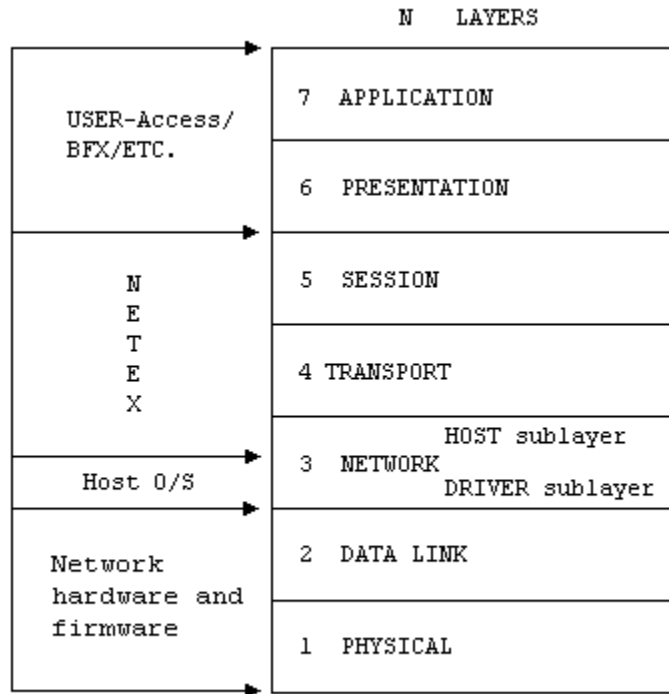 N LAYERS
USER-Access/
BFX/ETC.
N
E
T
E
X
Host O/S
Network
hardware and
firmware
7 APPLICATION
6 PRESENTATION
5 SESSION
4 TRANSPORT
HOST sublayer
3 NETWORK
DRIVER sublayer
2 DATA LINK
1 PHYSICAL